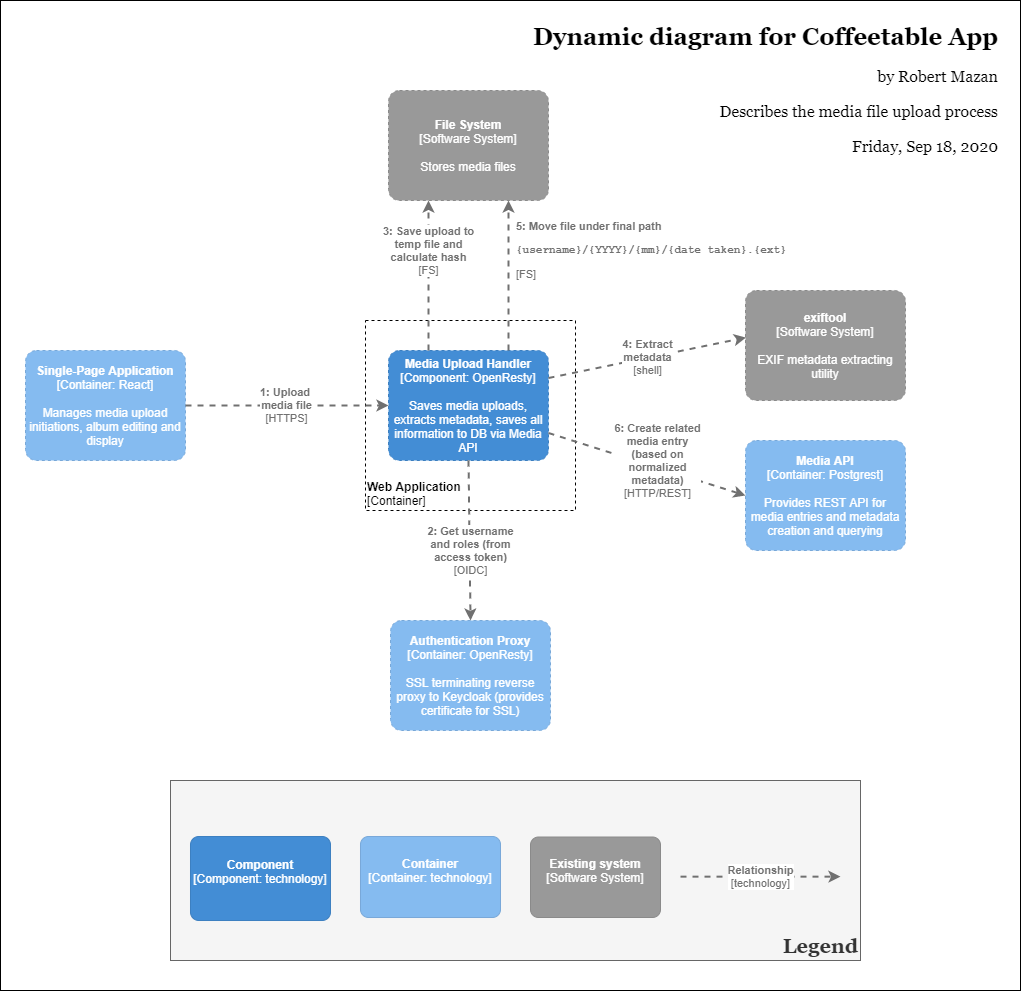 Dynamic diagram for Coffeetable App
by Robert Mazan
Describes the media file upload process
Friday, Sep 18, 2020
File System
[Software System]
Stores media files
3: Save upload to
temp file and
calculate hash
[FS]
5: Move file under final path
{username}/{YYYY}/{mm}/{date taken}.{ext}
[FS]
exiftool
[Software System]
EXIF metadata extracting
utility
4: Extract
metadata
[shell]
Single-Page Application
[Container: React]
Manages media upload
initiations, album editing and
display
1: Upload
media file
[HTTPS]
Media Upload Handler
[Component: OpenResty]
Saves media uploads,
extracts metadata, saves all
information to DB via Media
API
Web Application
[Container]
6: Create related
media entry
(based on
normalized
metadata)
[HTTP/REST]
Media API
[Container: Postgrest]
Provides REST API for
media entries and metadata
creation and querying
2: Get username
and roles (from
access token)
[OIDC]
Authentication Proxy
[Container: OpenResty]
SSL terminating reverse
proxy to Keycloak (provides
certificate for SSL)
Component
[Component: technology]
Container
[Container: technology]
Existing system
[Software System]
Relationship
[technology]
Legend